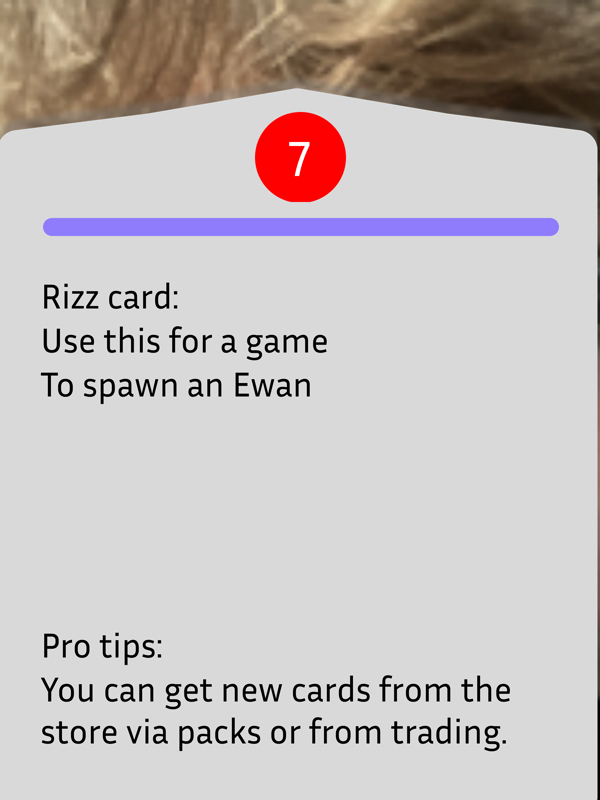 7
Rizz card:
Use this for a game
To spawn an Ewan
Pro tips:
You can get new cards from the
store via packs or from trading.